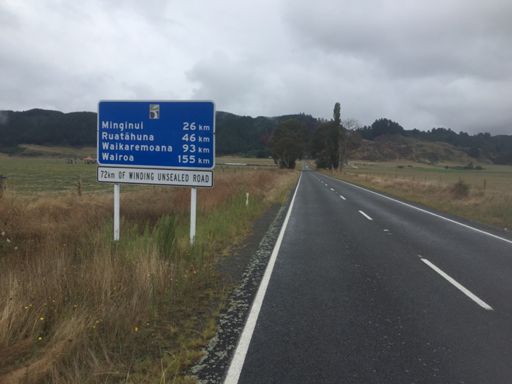 Minginui 26 km
Ruatāhuna 46 km
Waikaremoana 93 km
Wairoa 155 km
72km OF WINDING UNSEALED ROAD